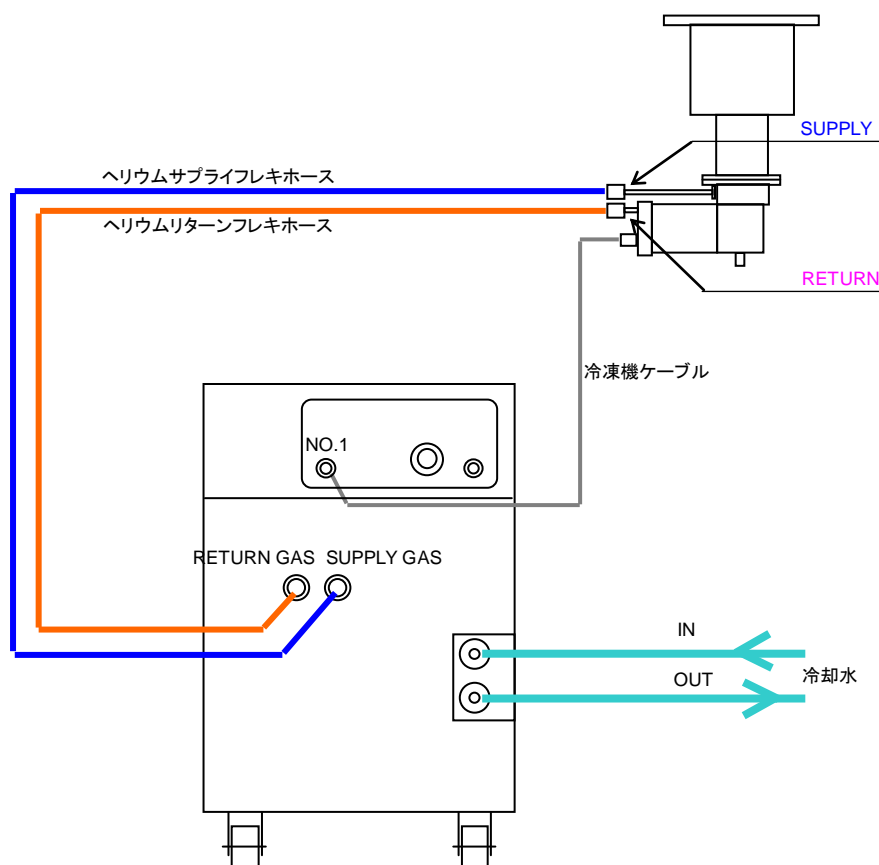 SUPPLY
ヘリウムサプライフレキホース
ヘリウムリターンフレキホース
RETURN
冷凍機ケーブル
NO.1
RETURN GAS SUPPLY GAS
IN
冷却水
OUT